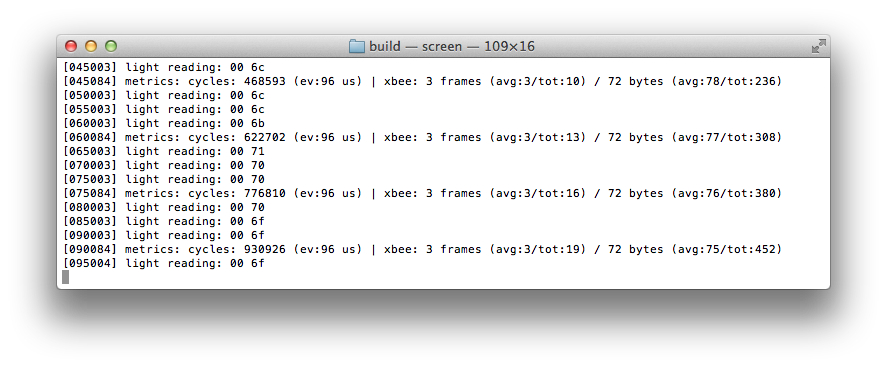 build — screen — 109×16
[045003] light reading: 00 6c
[045084] metrics: cycles: 468593 (ev:96 us) | xbee: 3 frames (avg:3/tot:10) / 72 bytes (avg:78/tot:236)
[050003] light reading: 00 6c
[055003] light reading: 00 6c
[060003] light reading: 00 6b
[060084] metrics: cycles: 622702 (ev:96 us) | xbee: 3 frames (avg:3/tot:13) / 72 bytes (avg:77/tot:308)
[065003] light reading: 00 71
[070003] light reading: 00 70
[075003] light reading: 00 70
[075084] metrics: cycles: 776810 (ev:96 us) | xbee: 3 frames (avg:3/tot:16) / 72 bytes (avg:76/tot:380)
[080003] light reading: 00 70
[085003] light reading: 00 6f
[090003] light reading: 00 6f
[090084] metrics: cycles: 930926 (ev:96 us) | xbee: 3 frames (avg:3/tot:19) / 72 bytes (avg:75/tot:452)
[095004] light reading: 00 6f